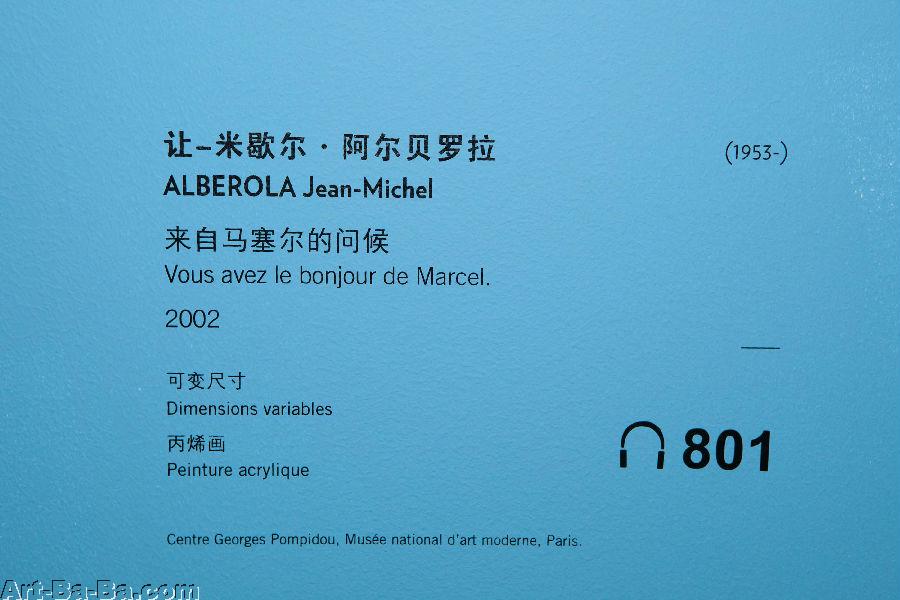 让-米歇尔·阿尔贝罗拉
(1953-)
ALBEROLA Jean-Michel
来自马塞尔的问候
Vous avez le bonjour de Marcel.
2002
可变尺寸
Dimensions variables
丙烯画
Peinture acrylique
801
Centre Georges Pompidou, Musée national d'art moderne, Paris.
Art-Ba-Ba.com